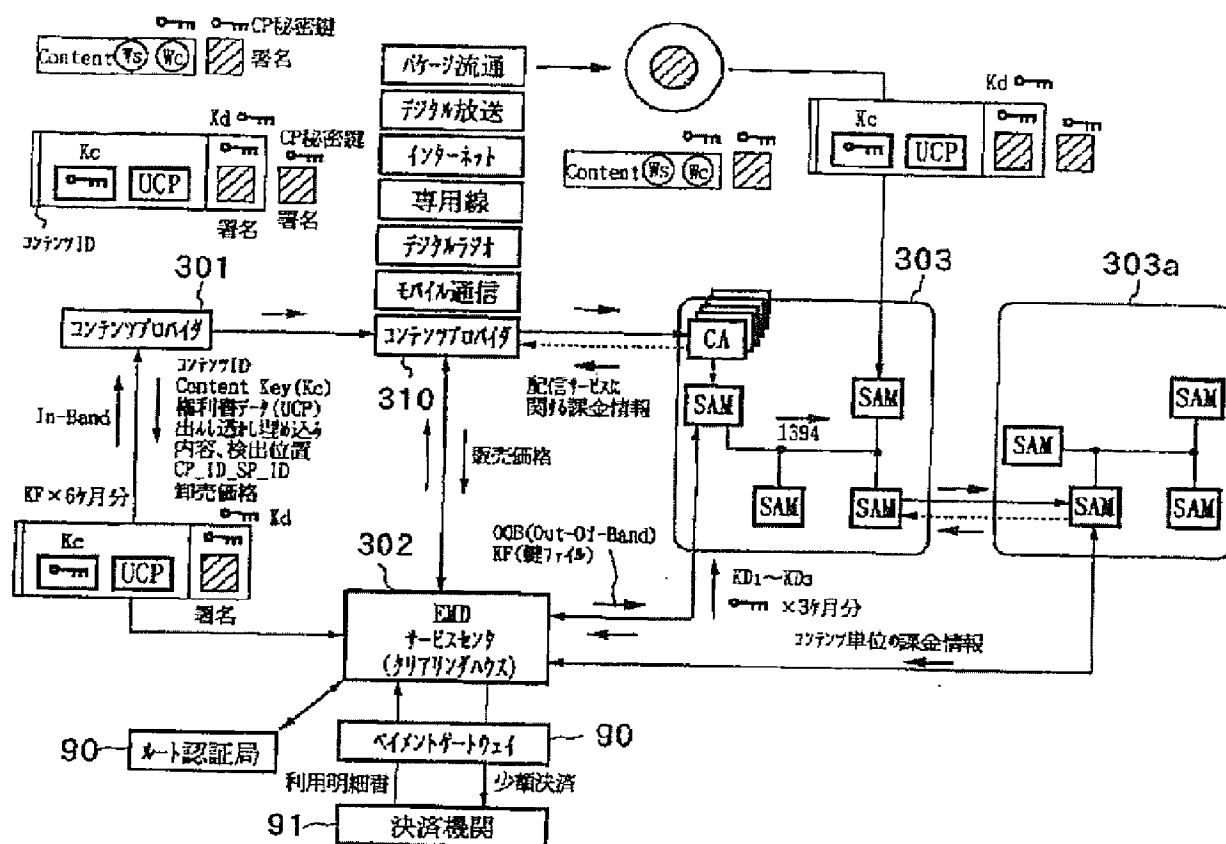 CP秘密鍵
Content Ws Wc 署名
Kd
CP秘密鍵
Kc
UCP
署名
署名
コンテンツID
パケージ流通
デジタル放送
インターネット
専用線
デジタルラジオ
モバイル通信
コンテンツプロバイダ
310
Content Ws Wc
Kd
Kc
UCP
301
コンテンツプロバイダ
In-Band
コンテンツID
Content Key(Kc)
権利書データ(UCP)
内容、検出位置
CP_ID_SP_ID
卸売価格
KF×6ヶ月分
Kd
Kc
UCP
署名
配信サービスに
関する課金情報
販売価格
303
CA
SAM
1394
SAM
SAM
SAM
303a
SAM
SAM
SAM
SAM
OOB(Out-Of-Band)
KF(鍵ファイル)
KD1〜KD3
×3ヶ月分
コンテンツ単位の課金情報
302
EMD
サービスセンタ
(クリアリングハウス)
90
ルート認証局
ペイメントゲートウェイ
90
利用明細書
少額決済
91
決済機関